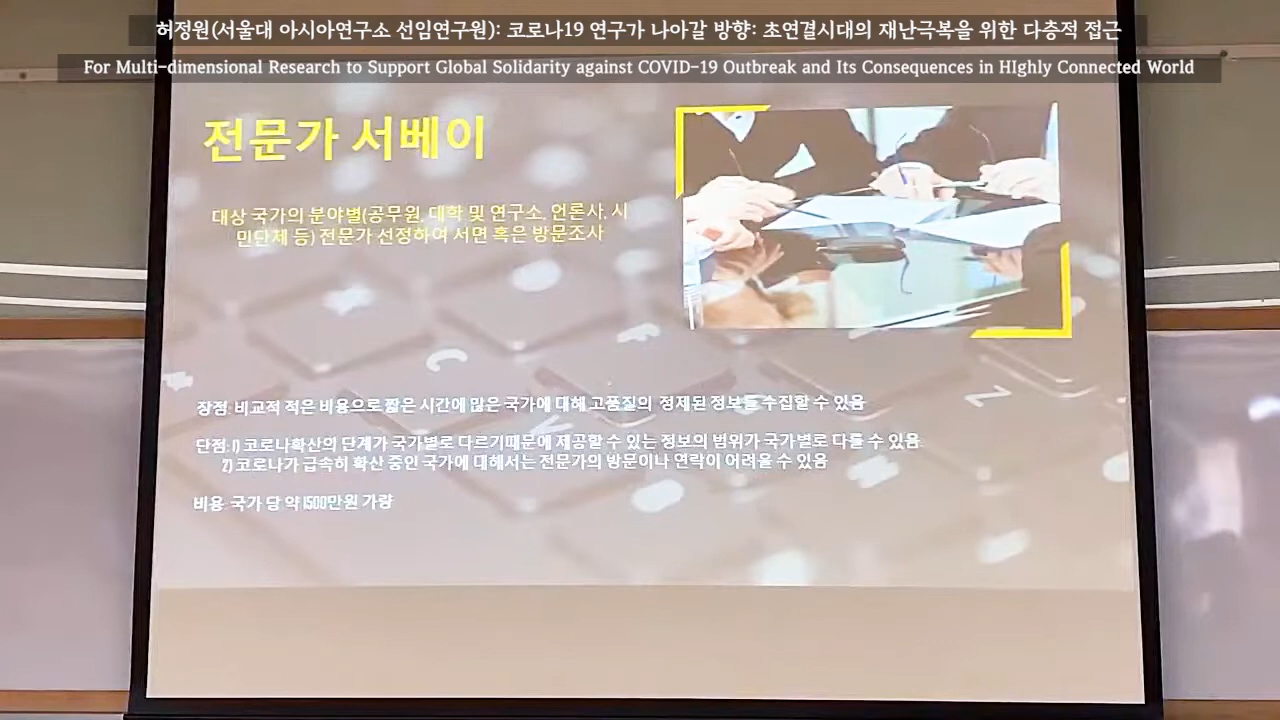 허정원(서울대 아시아연구소 선임연구원): 코로나19 연구가 나아갈 방향: 초연결시대의 재난극복을 위한 다층적 접근
For Multi-dimensional Research to Support Global Solidarity against COVID-19 Outbreak and Its Consequences in HIghly Connected World
전문가 서베이
대상 국가의 분야별(공무원, 대학 및 연구소, 언론사, 시
민단체 등) 전문가 선정하여 서면 혹은 방문조사
장점: 비교적 적은 비용으로 짧은 시간에 많은 국가에 대해 고품질의 정제된 정보를 수집할 수 있음
단점: 1) 코로나확산의 단계가 국가별로 다르기때문에 제공할 수 있는 정보의 범위가 국가별로 다를 수 있음
2) 코로나가 급속히 확산 중인 국가에 대해서는 전문가의 방문이나 연락이 어려울 수 있음
비용: 국가 당 약 1500만원 가량